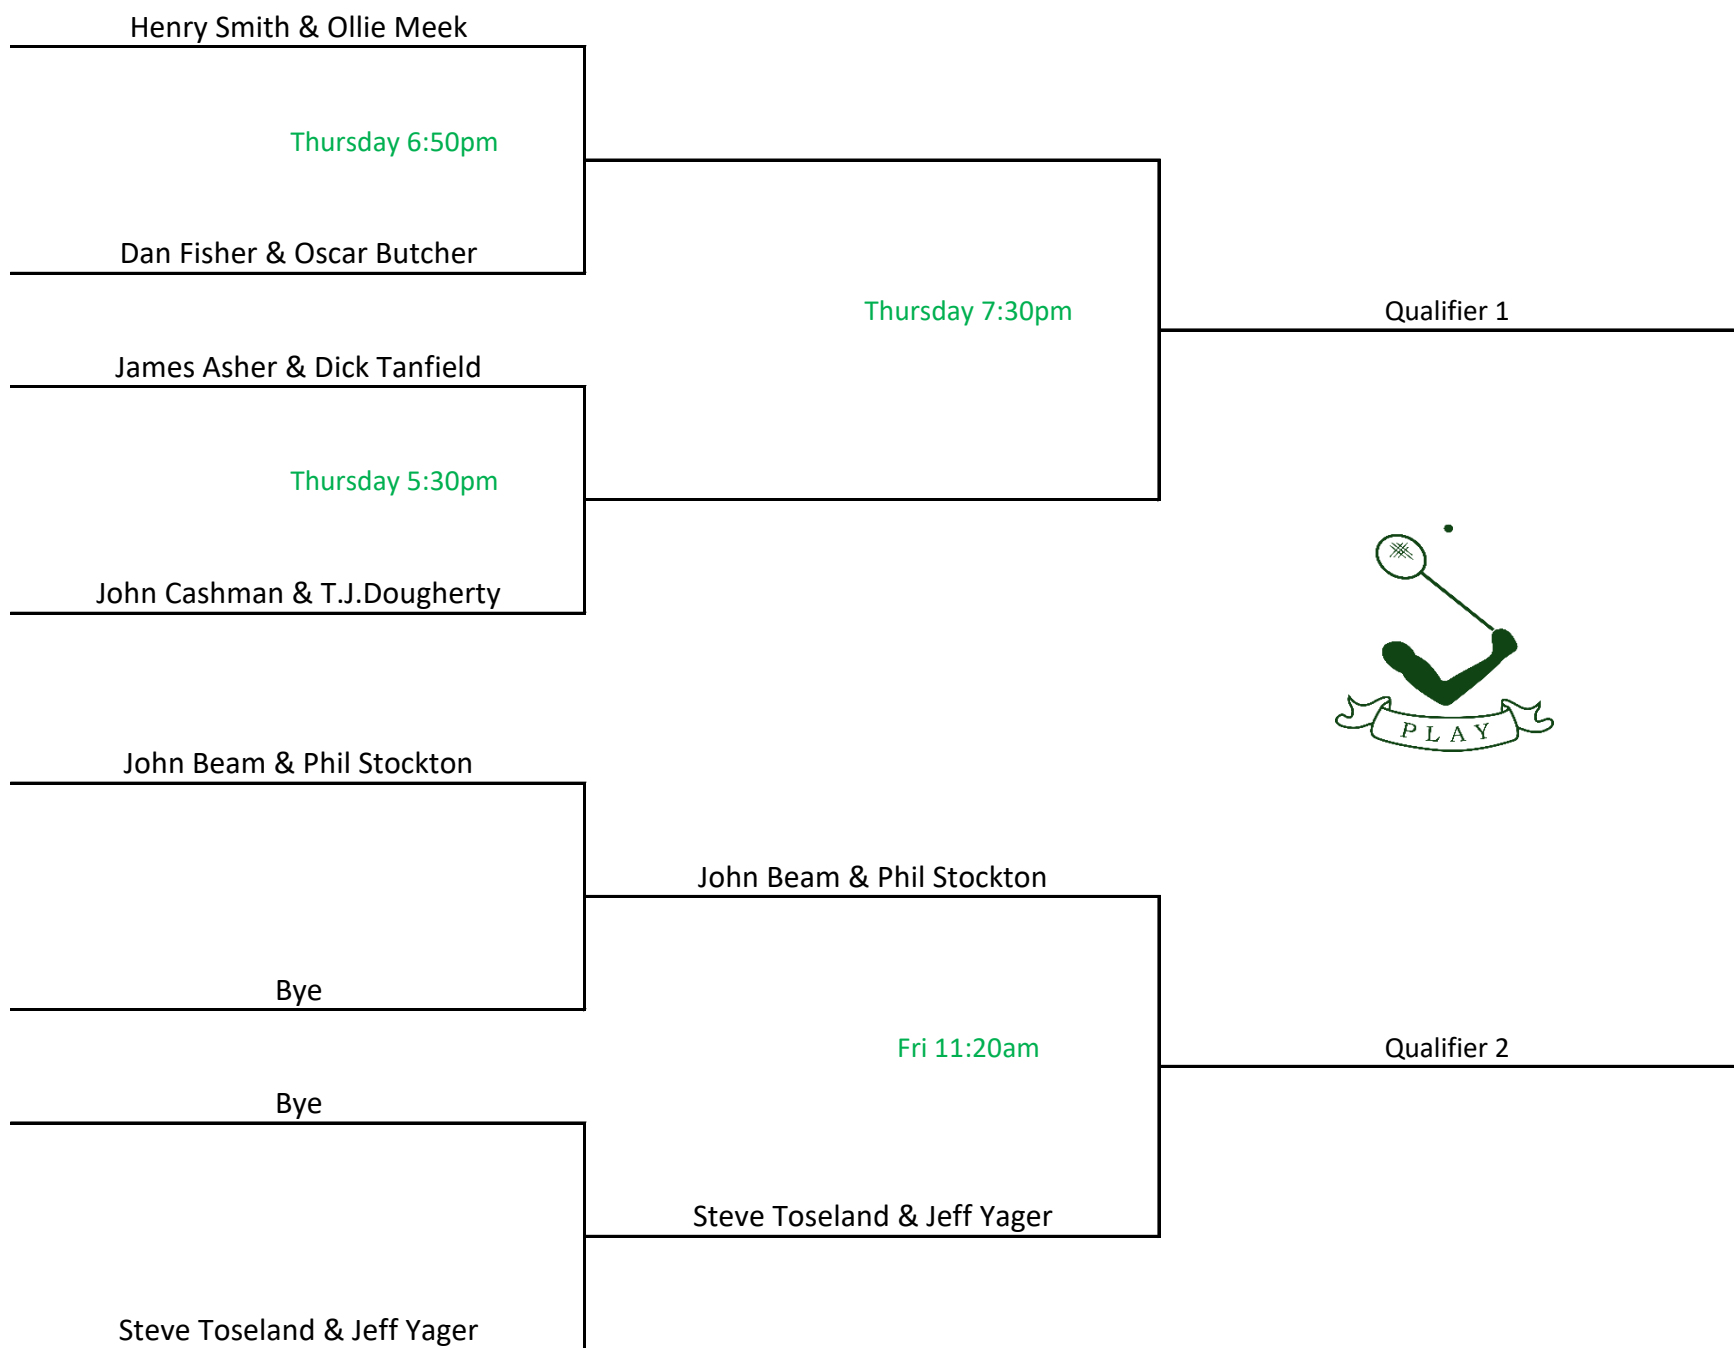 Henry Smith & Ollie Meek
Thursday 6:50pm
Dan Fisher & Oscar Butcher
Thursday 7:30pm
Qualifier 1
James Asher & Dick Tanfield
Thursday 5:30pm
John Cashman & T.J.Dougherty
PLAY
John Beam & Phil Stockton
John Beam & Phil Stockton
Bye
Fri 11:20am
Qualifier 2
Bye
Steve Toseland & Jeff Yager
Steve Toseland & Jeff Yager